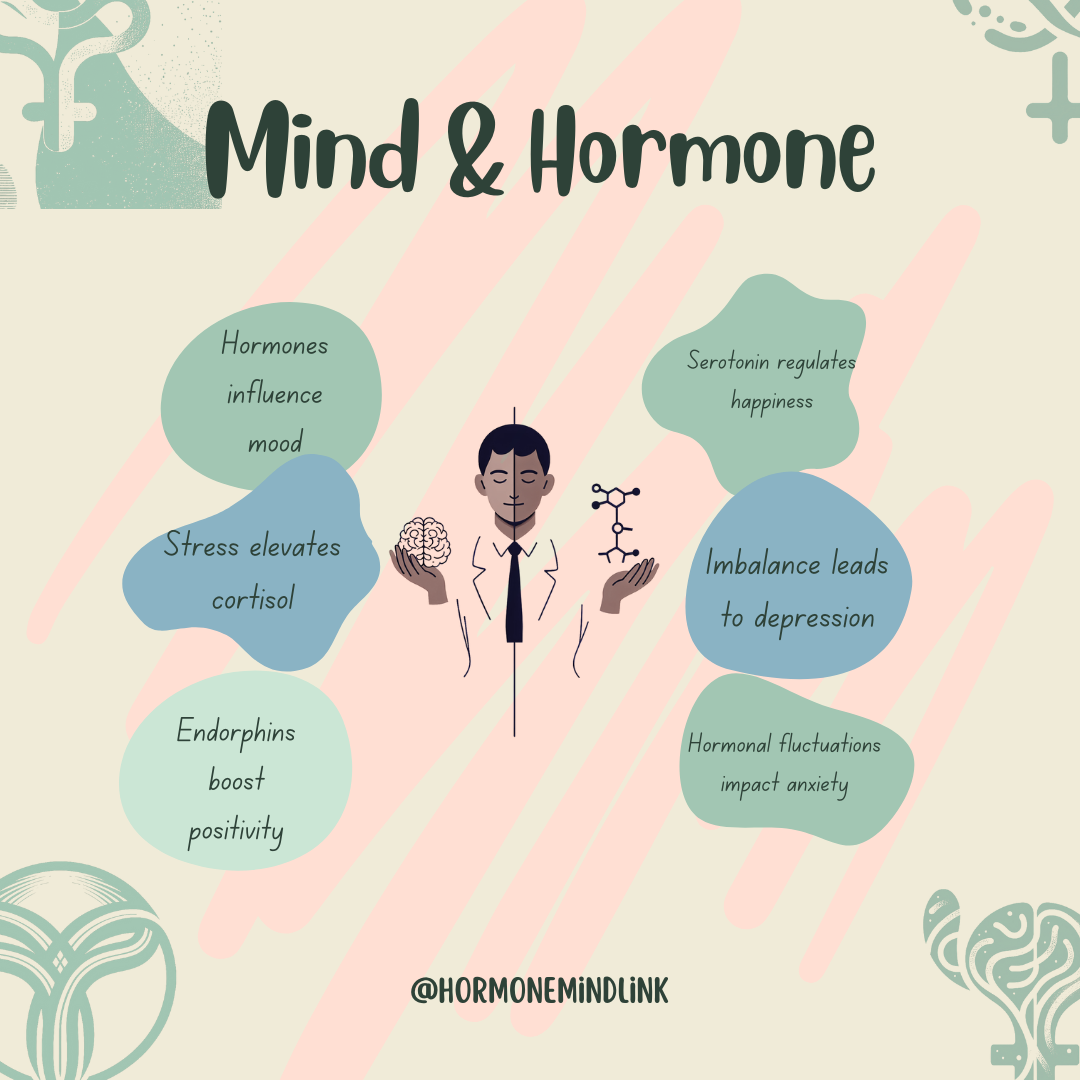 Mind & Hormone
Hormones
influence
mood
Stress elevates
cortisol
Endorphins
boost
positivity
Serotonin regulates
happiness
Imbalance leads
to depression
Hormonal fluctuations
impact anxiety
@HORMONEMiNDLiNK